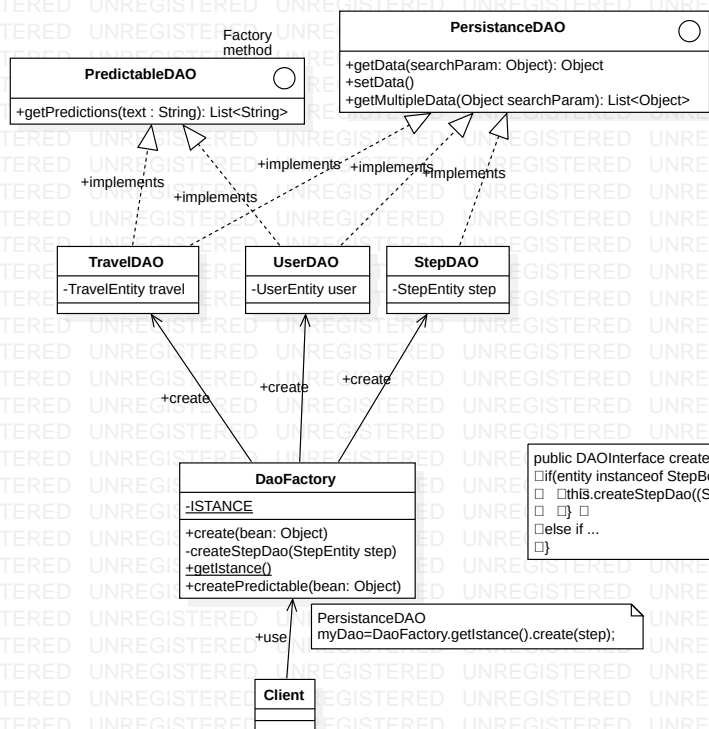 Factory
method
PersistanceDAO
+getData(searchParam: Object): Object
+setData()
+getMultipleData(Object searchParam): List<Object>
PredictableDAO
+getPredictions(text : String): List<String>
+implements
+implements
+implements
+implements
+implements
TravelDAO
-TravelEntity travel
UserDAO
-UserEntity user
StepDAO
-StepEntity step
+create
+create
+create
DaoFactory
-ISTANCE
+create(bean: Object)
-createStepDao(StepEntity step)
+getIstance()
+createPredictable(bean: Object)
public DAOInterface create
if(entity instanceof StepBe
this.createStepDao((S
}
else if ...
}
PersistanceDAO
myDao=DaoFactory.getIstance().create(step);
+use
Client
UNREGISTERED